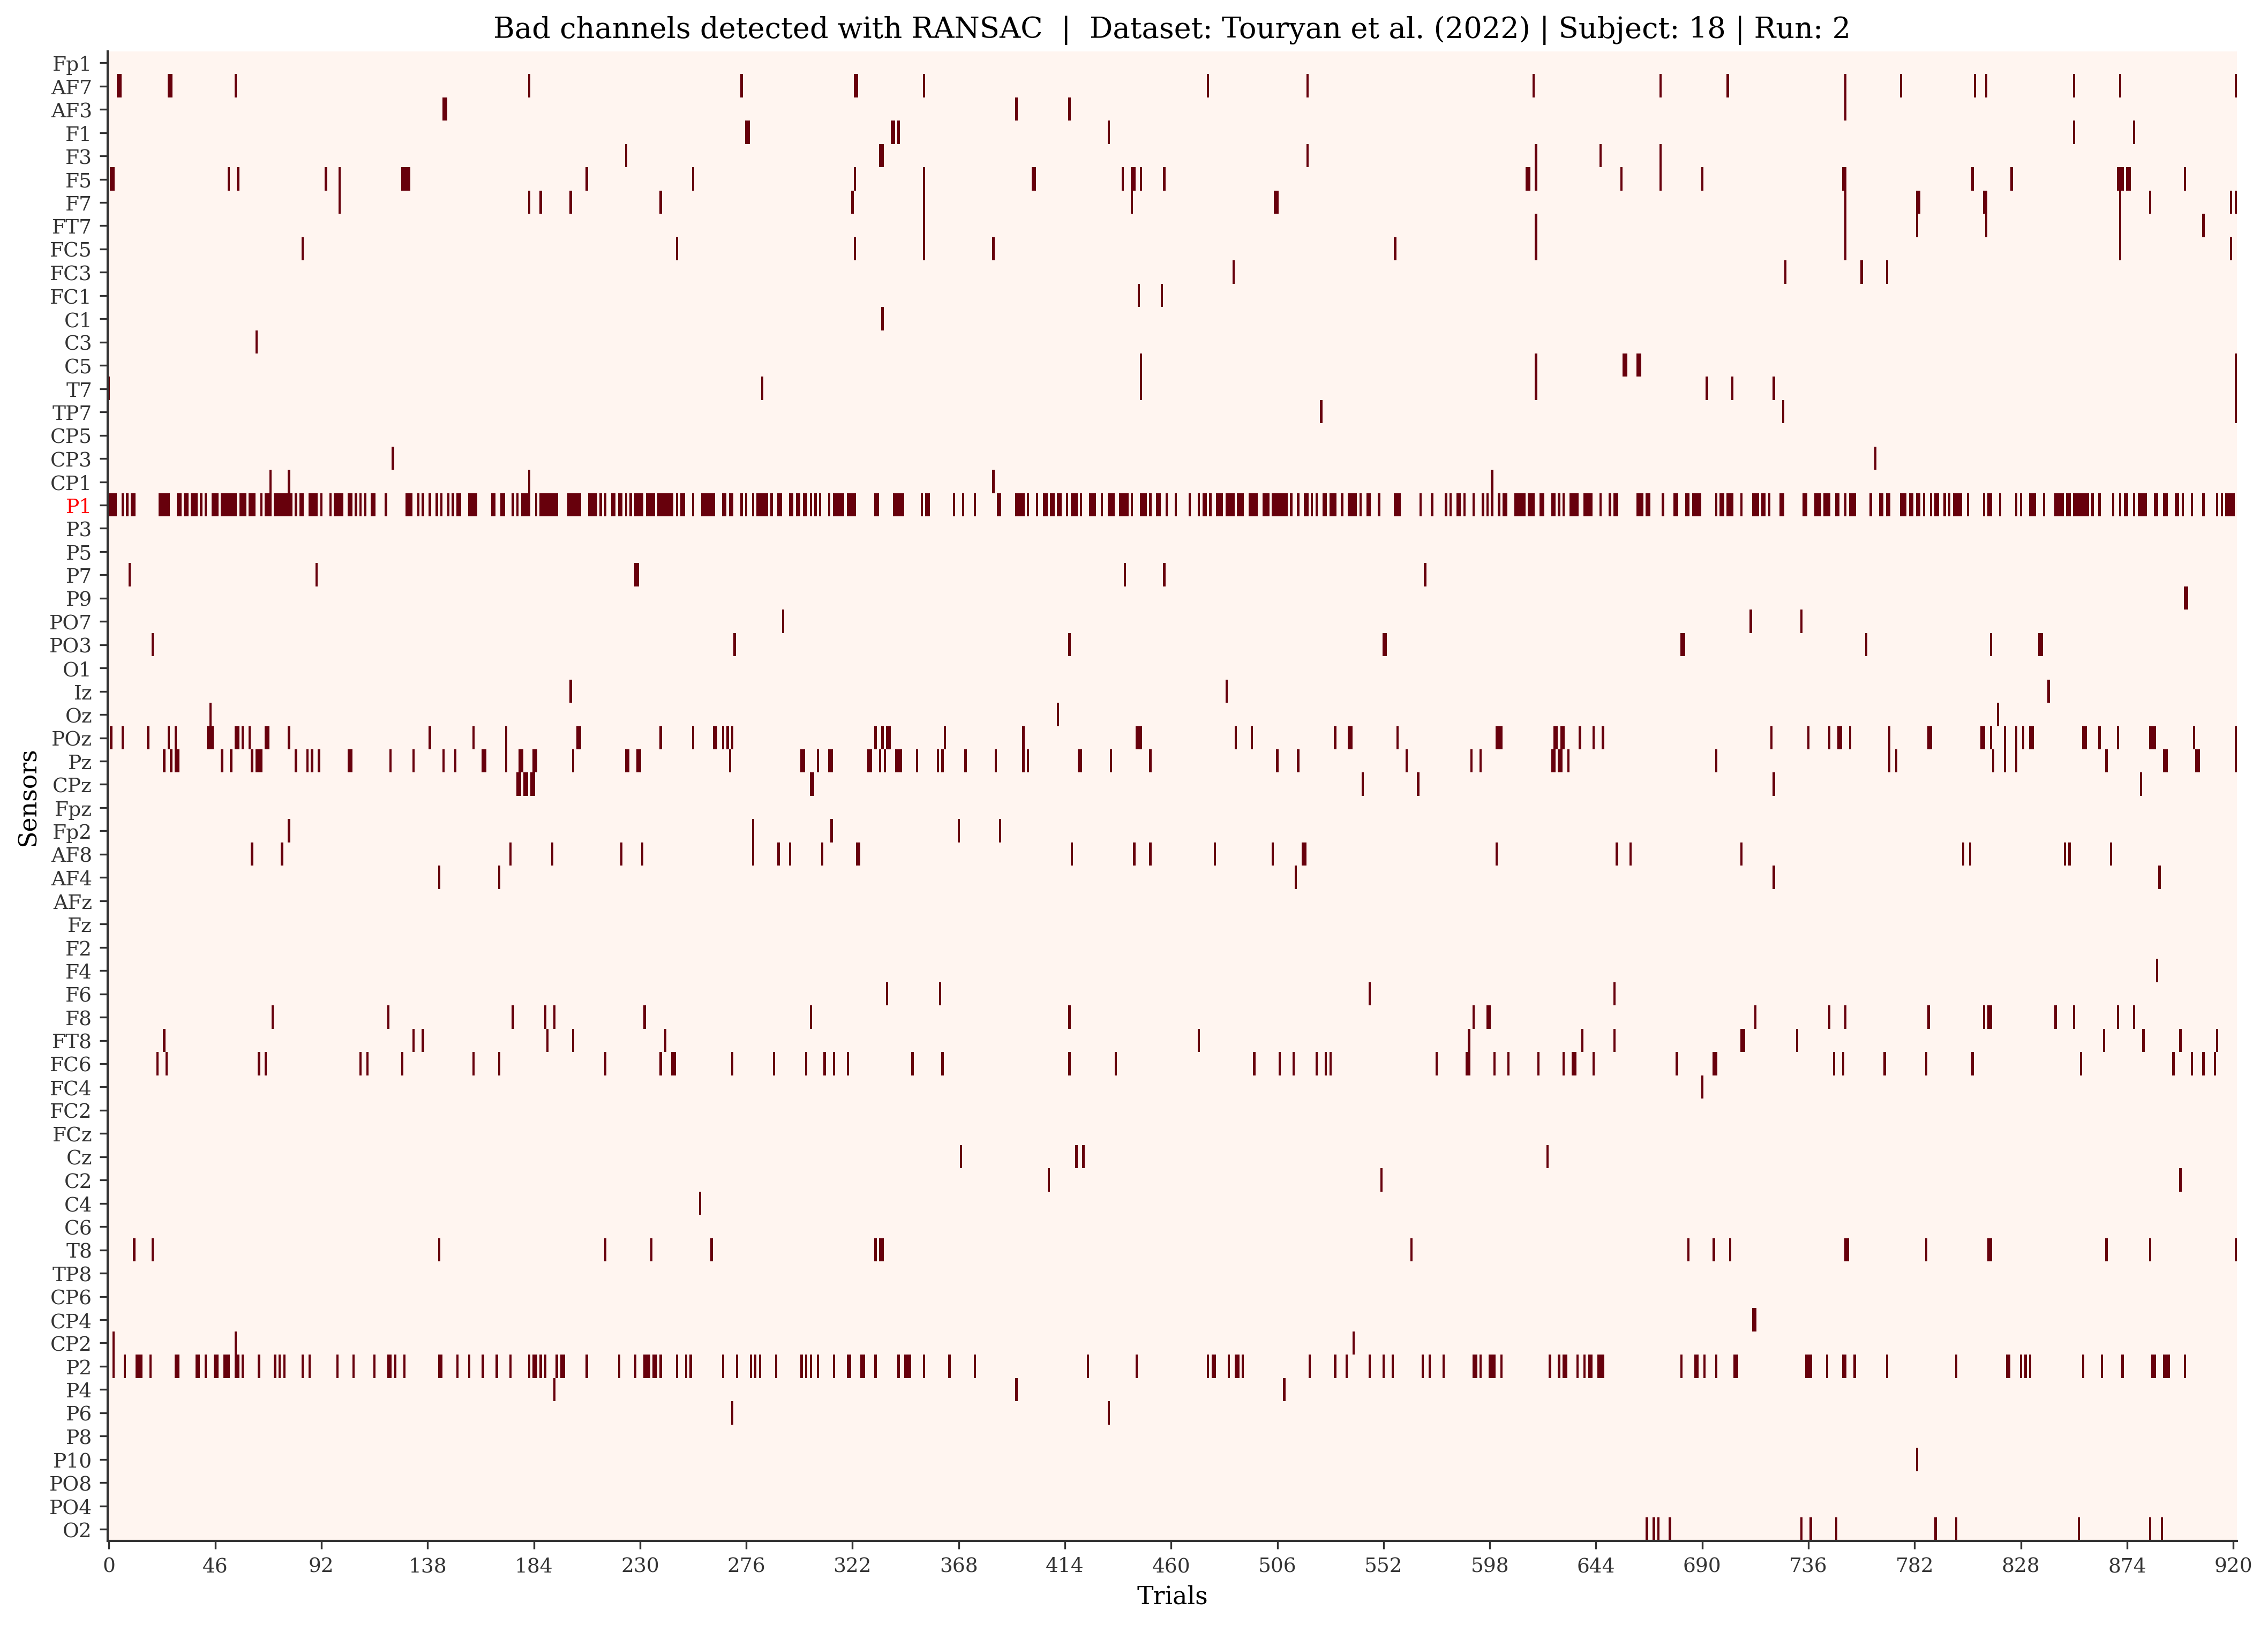 Bad channels detected with RANSAC | Dataset: Touryan et al. (2022) | Subject: 18 | Run: 2
Sensors
Fp1
AF7
AF3
F1
F3
F5
F7
FT7
FC5
FC3
FC1
C1
C3
C5
T7
TP7
CP5
CP3
CP1
P1
P3
P5
P7
P9
PO7
PO3
O1
Iz
Oz
POz
Pz
CPz
Fpz
Fp2
AF8
AF4
AFz
Fz
F2
F4
F6
F8
FT8
FC6
FC4
FC2
FCz
Cz
C2
C4
C6
T8
TP8
CP6
CP4
CP2
P2
P4
P6
P8
P10
PO8
PO4
O2
0 46 92 138 184 230 276 322 368 414 460 506 552 598 644 690 736 782 828 874 920
Trials